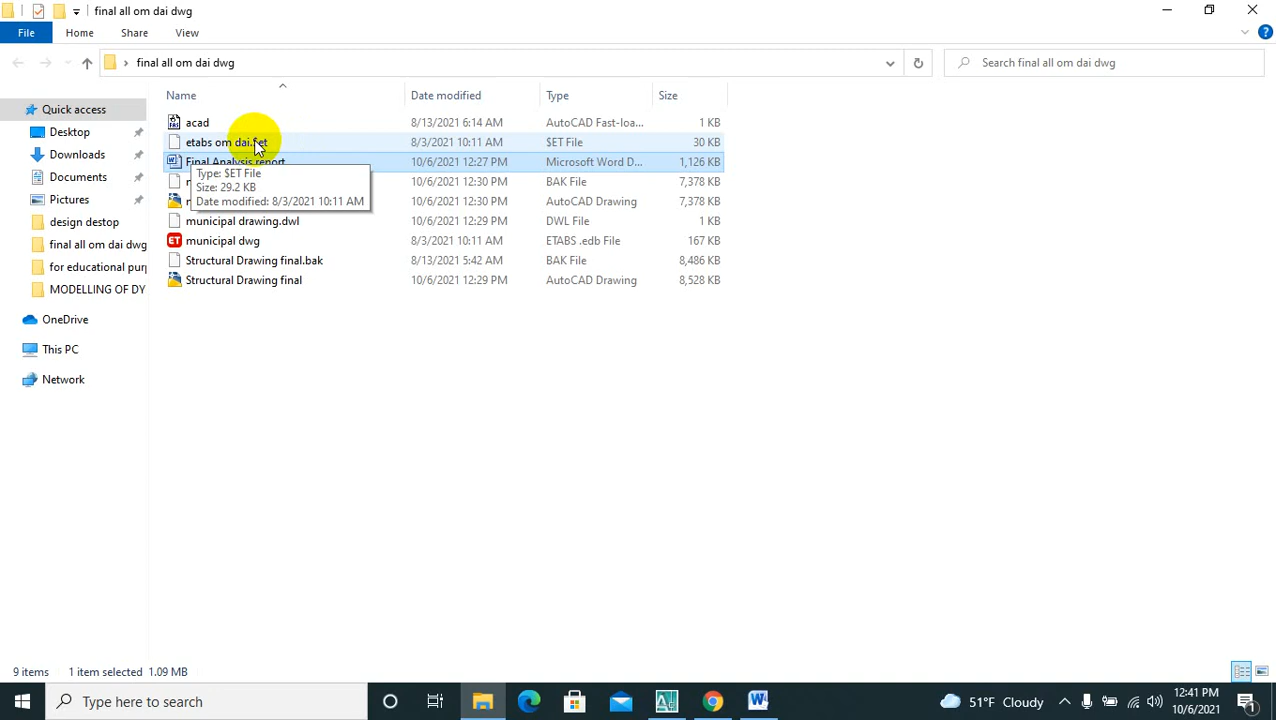 final all om dai dwg
File
Home
Share
View
final all om dai dwg
Search final all om dai dwg
Name
Date modified
Type
Size
Quick access
Desktop
Downloads
Documents
Pictures
design destop
final all om dai dwg
for educational purp
MODELLING OF DY
OneDrive
This PC
Network
acad 8/13/2021 6:14 AM AutoCAD Fast-loa... 1 KB
etabs om dai.$et 8/3/2021 10:11 AM $ET File 30 KB
Final Analysis report 10/6/2021 12:27 PM Microsoft Word D... 1,126 KB
10/6/2021 12:30 PM BAK File 7,378 KB
10/6/2021 12:30 PM AutoCAD Drawing 7,378 KB
municipal drawing.dwl 10/6/2021 12:29 PM DWL File 1 KB
municipal dwg 8/3/2021 10:11 AM ETABS .edb File 167 KB
Structural Drawing final.bak 8/13/2021 5:42 AM BAK File 8,486 KB
Structural Drawing final 10/6/2021 12:29 PM AutoCAD Drawing 8,528 KB
Type: $ET File
Size: 29.2 KB
Date modified: 8/3/2021 10:11 AM
9 items 1 item selected 1.09 MB
Type here to search
51°F Cloudy
12:41 PM
10/6/2021
1